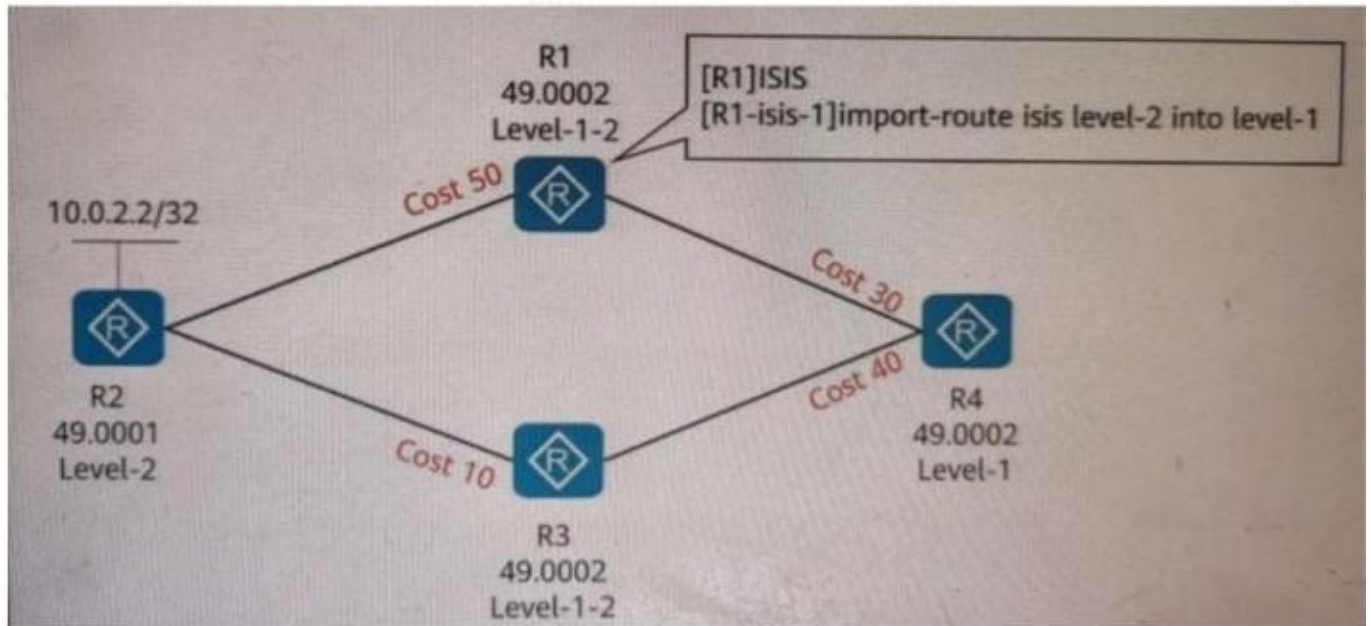 R1
49.0002
Level-1-2
[R1]ISIS
[R1-isis-1]import-route isis level-2 into level-1
Cost 50
10.0.2.2/32
Cost 30
R
R
R
R2
49.0001
Level-2
Cost 10
Cost 40
R4
49.0002
Level-1
R
R3
49.0002
Level-1-2